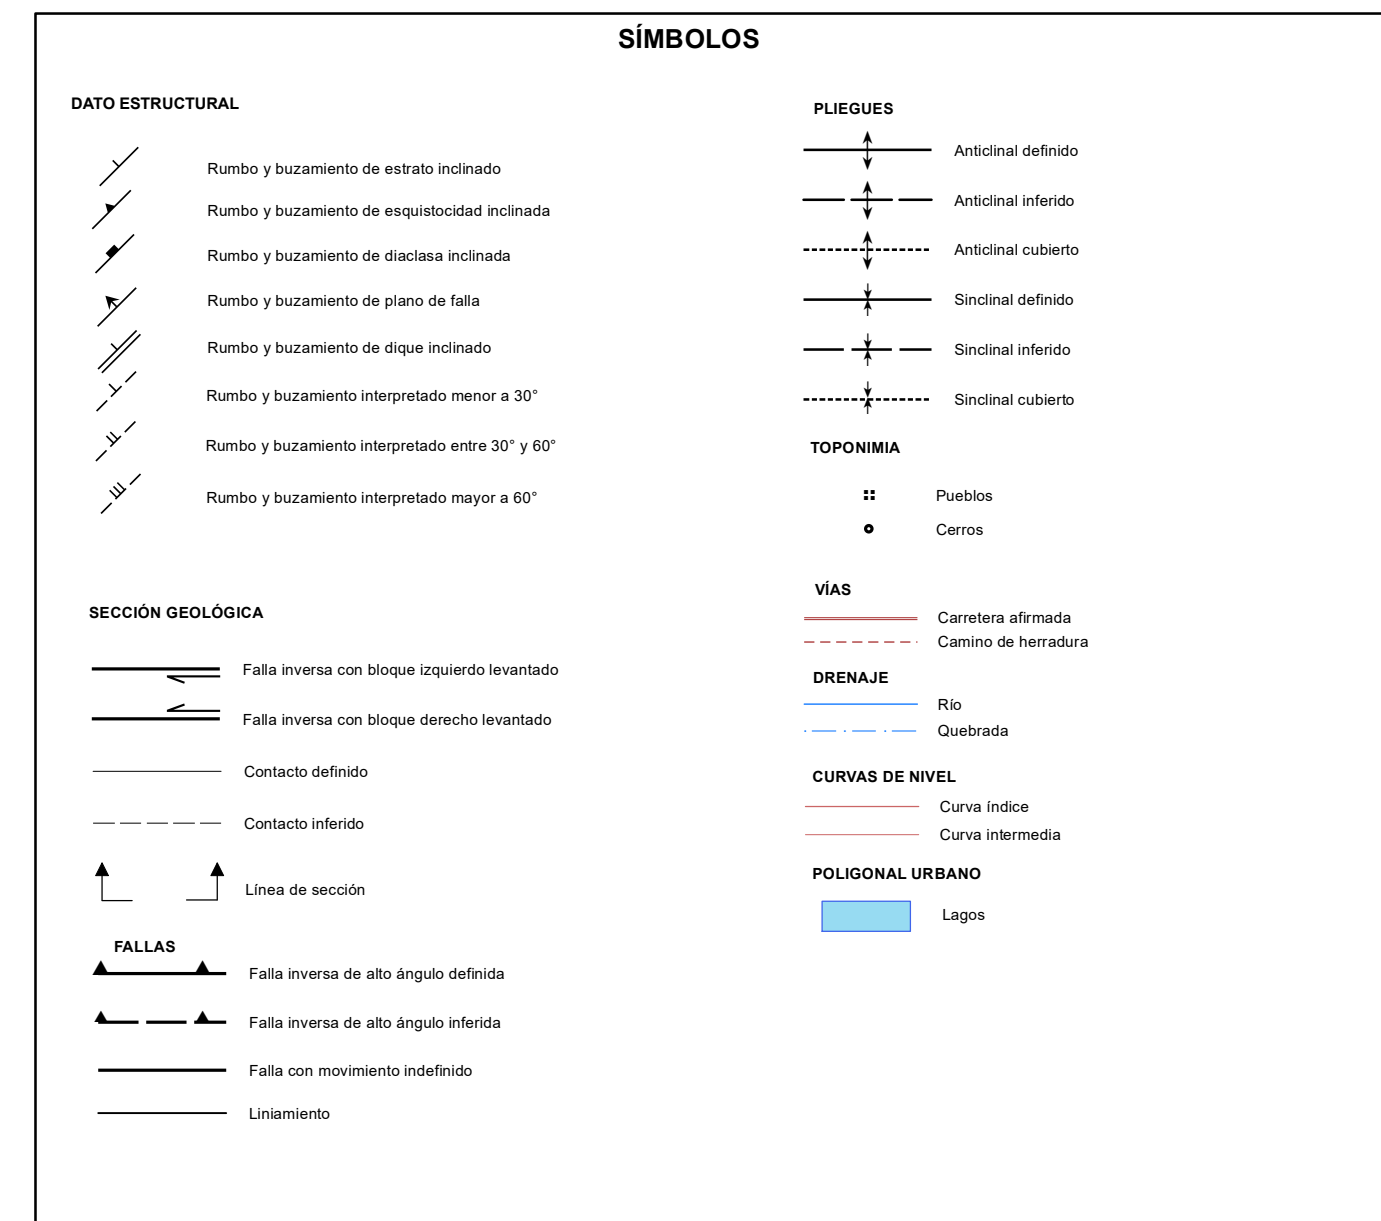 SÍMBOLOS
DATO ESTRUCTURAL
Rumbo y buzamiento de estrato inclinado
Rumbo y buzamiento de esquistocidad inclinada
Rumbo y buzamiento de diaclasa inclinada
Rumbo y buzamiento de plano de falla
Rumbo y buzamiento de dique inclinado
Rumbo y buzamiento interpretado menor a 30°
Rumbo y buzamiento interpretado entre 30° y 60°
Rumbo y buzamiento interpretado mayor a 60°
SECCIÓN GEOLÓGICA
Falla inversa con bloque izquierdo levantado
Falla inversa con bloque derecho levantado
Contacto definido
Contacto inferido
Línea de sección
FALLAS
Falla inversa de alto ángulo definida
Falla inversa de alto ángulo inferida
Falla con movimiento indefinido
Liniamiento
PLIEGUES
Anticlinal definido
Anticlinal inferido
Anticlinal cubierto
Sinclinal definido
Sinclinal inferido
Sinclinal cubierto
TOPONIMIA
Pueblos
Cerros
VÍAS
Carretera afirmada
Camino de herradura
DRENAJE
Río
Quebrada
CURVAS DE NIVEL
Curva índice
Curva intermedia
POLIGONAL URBANO
Lagos